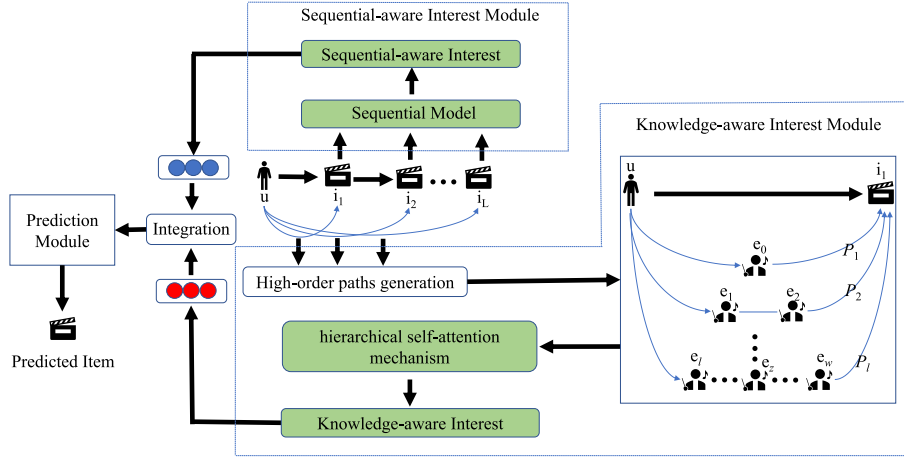 Sequential-aware Interest Module
Sequential-aware Interest
Sequential Model
Knowledge-aware Interest Module
u
i1
i2
iL
u
i1
Prediction
Module
Integration
e0
P1
High-order paths generation
e1
e2
P2
hierarchical self-attention
mechanism
Predicted Item
el
ez
ew
Pl
Knowledge-aware Interest